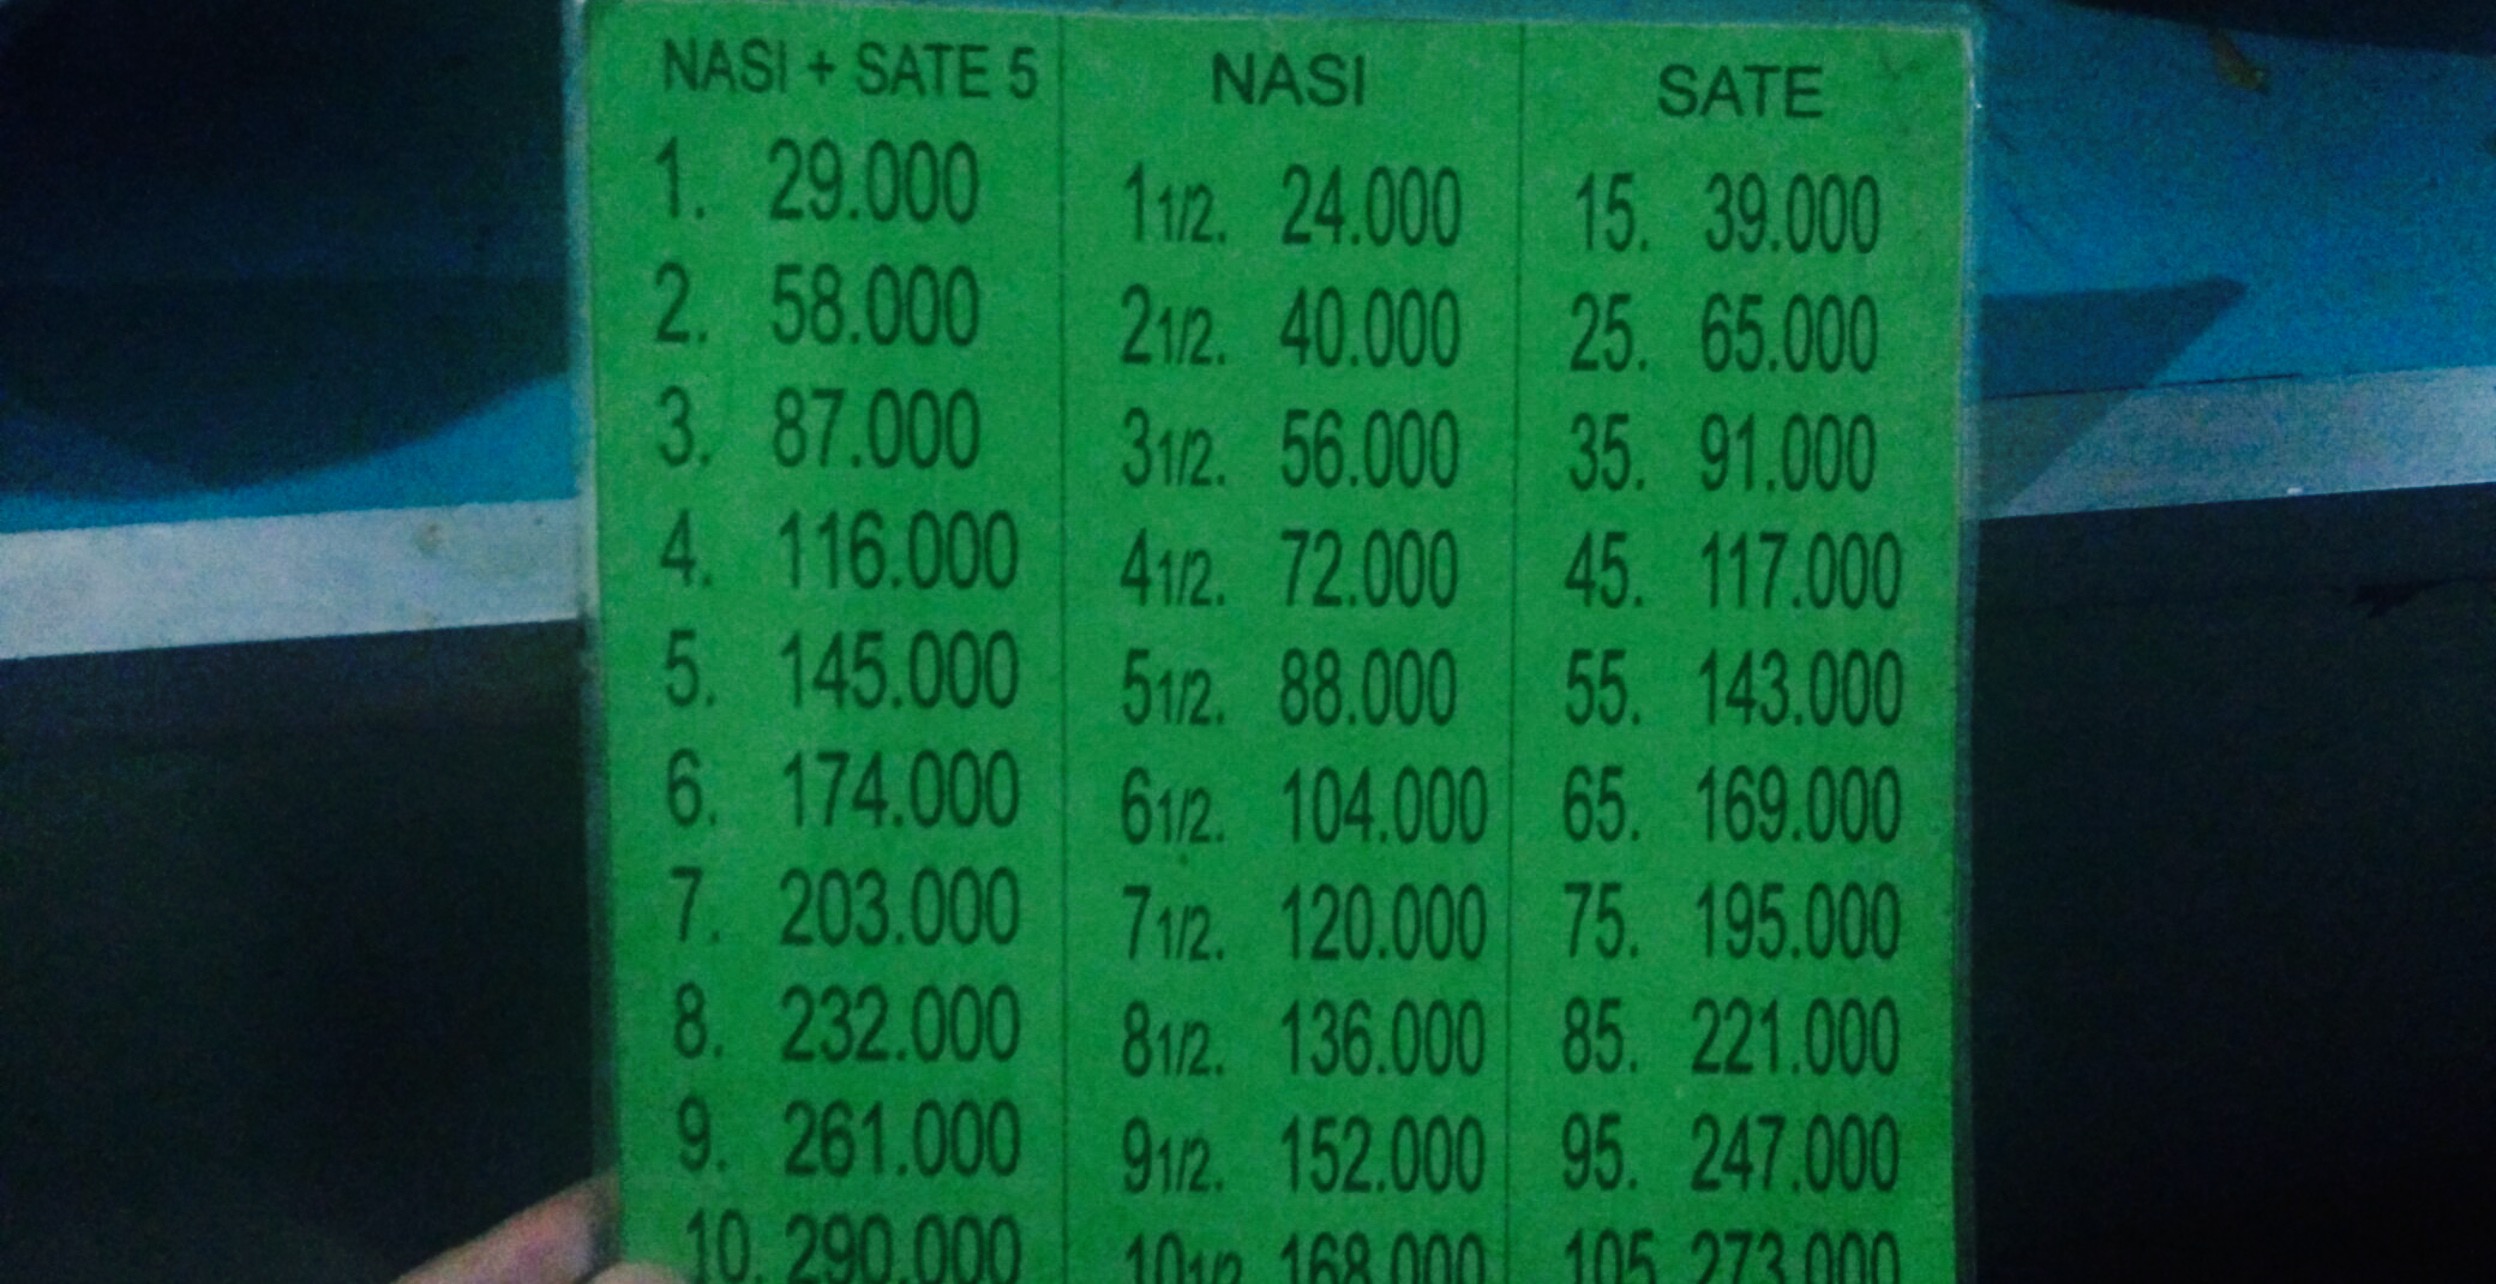 NASI + SATE 5 NASI SATE
1. 29.000 1 1/2. 24.000 15. 39.000
2. 58.000 2 1/2. 40.000 25. 65.000
3. 87.000 3 1/2. 56.000 35. 91.000
4. 116.000 4 1/2. 72.000 45. 117.000
5. 145.000 5 1/2. 88.000 55. 143.000
6. 174.000 6 1/2. 104.000 65. 169.000
7. 203.000 7 1/2. 120.000 75. 195.000
8. 232.000 8 1/2. 136.000 85. 221.000
9. 261.000 9 1/2. 152.000 95. 247.000
10. 290.000 10 1/2 168.000 105 273.000